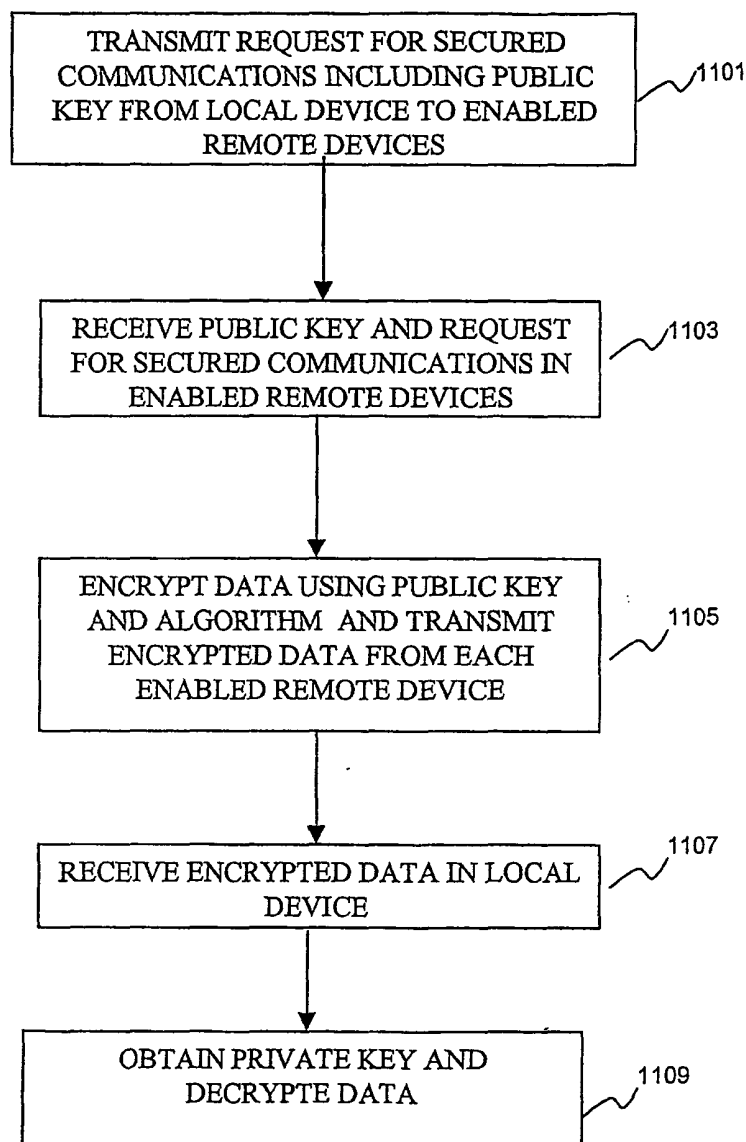 TRANSMIT REQUEST FOR SECURED
COMMUNICATIONS INCLUDING PUBLIC
KEY FROM LOCAL DEVICE TO ENABLED
REMOTE DEVICES
1101
RECEIVE PUBLIC KEY AND REQUEST
FOR SECURED COMMUNICATIONS IN
ENABLED REMOTE DEVICES
1103
ENCRYPT DATA USING PUBLIC KEY
AND ALGORITHM AND TRANSMIT
ENCRYPTED DATA FROM EACH
ENABLED REMOTE DEVICE
1105
RECEIVE ENCRYPTED DATA IN LOCAL
DEVICE
1107
OBTAIN PRIVATE KEY AND
DECRYPTE DATA
1109